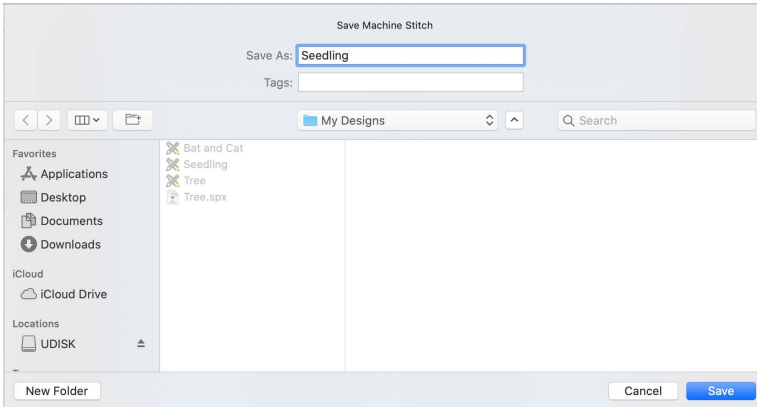 Save Machine Stitch
Save As: Seedling
Tags:
My Designs
Search
Favorites
Applications
Desktop
Documents
Downloads
iCloud
iCloud Drive
Locations
UDISK
Bat and Cat
Seedling
Tree
Tree.spx
New Folder
Cancel
Save